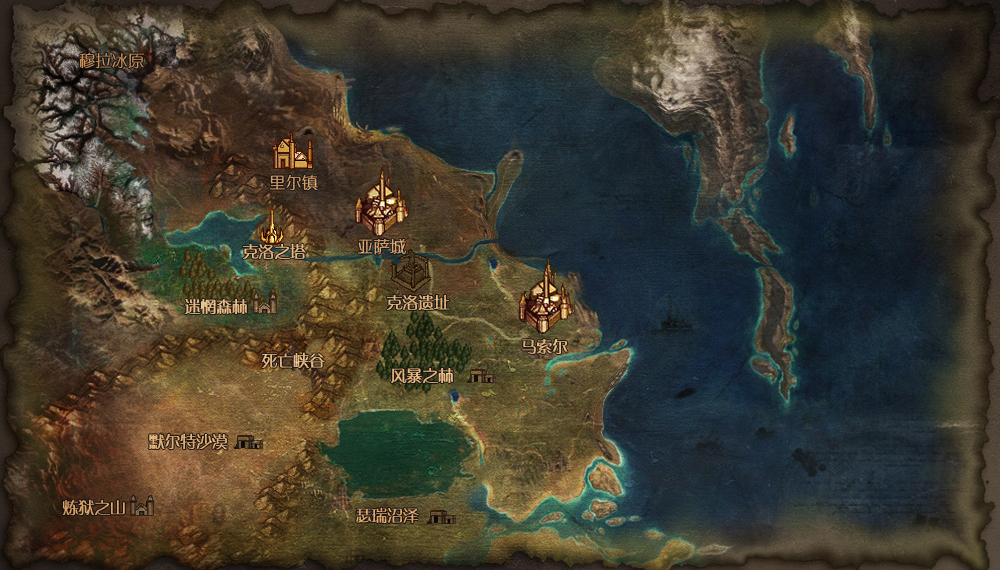 穆拉冰原
里尔镇
亚萨城
克洛之塔
克洛遗址
迷惘森林
马索尔
死亡峡谷
风暴之林
默尔特沙漠
炼狱之山
瑟瑞沼泽